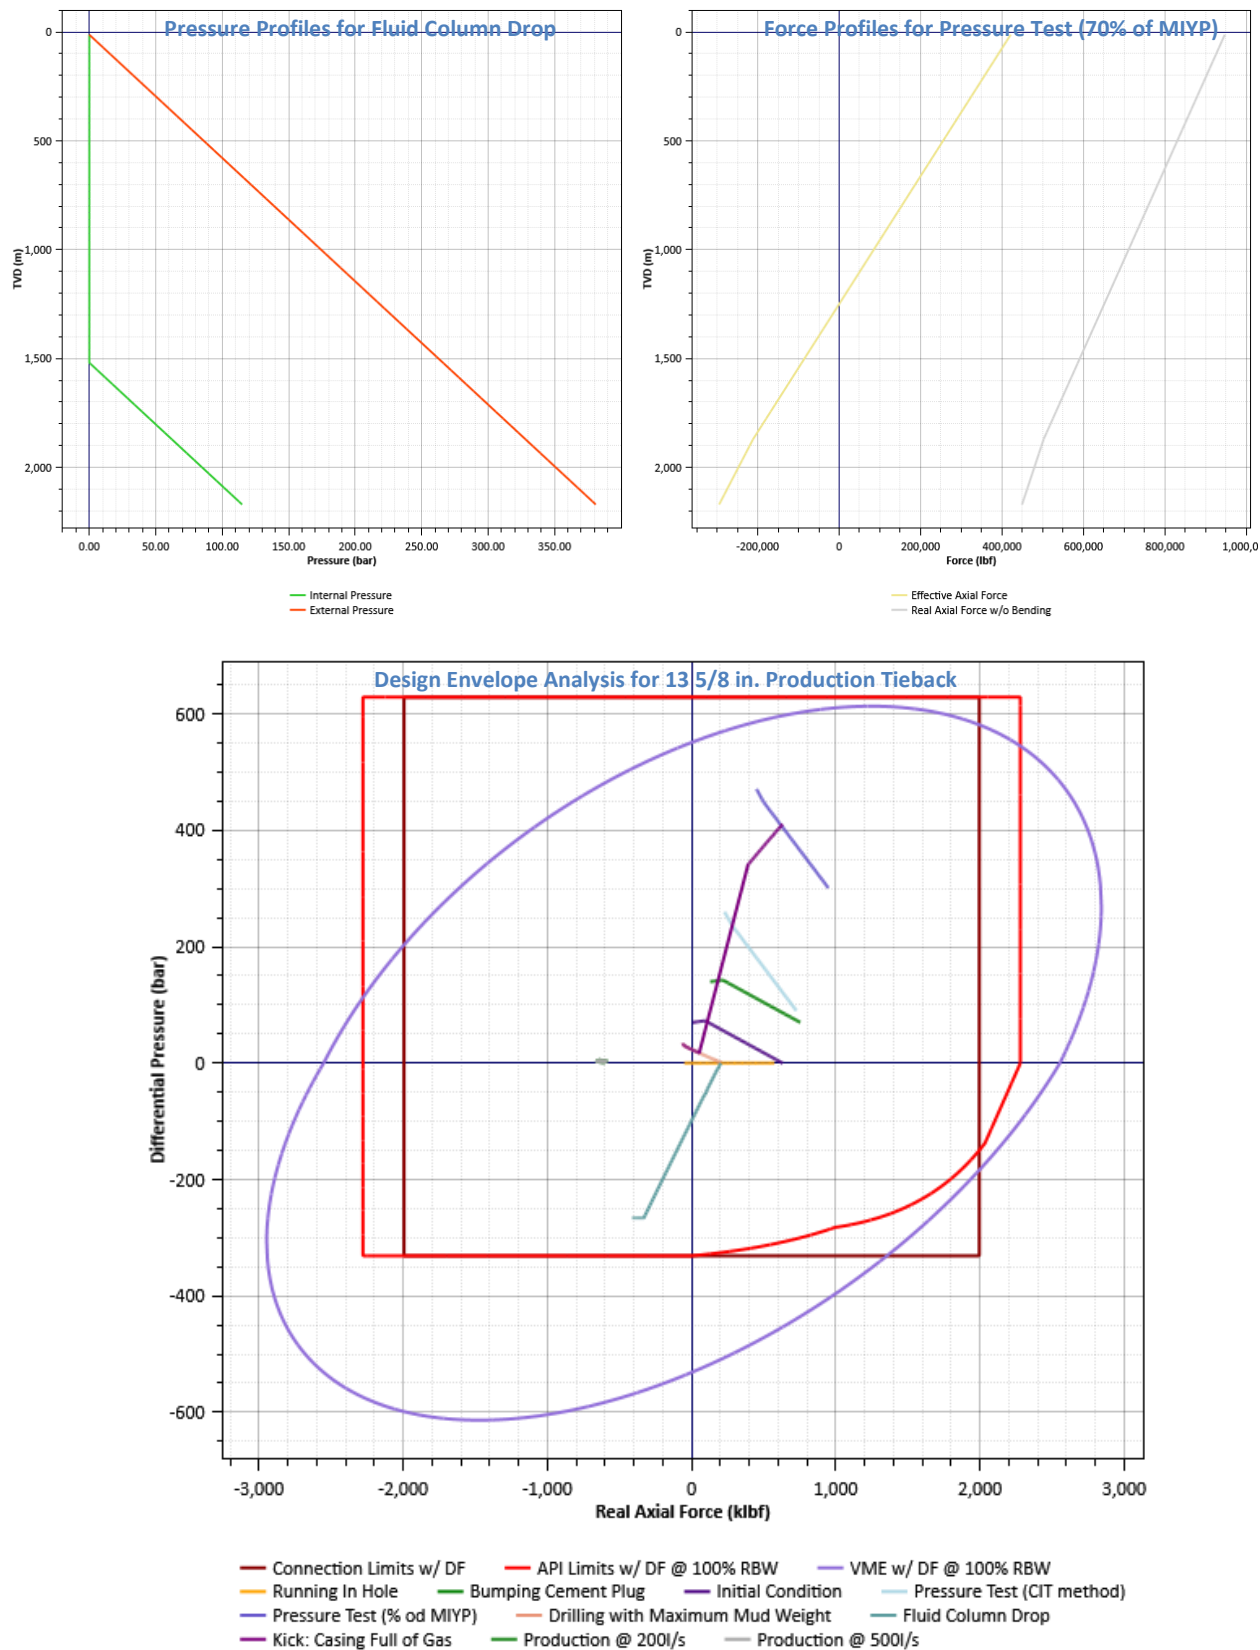 Pressure Profiles for Fluid Column Drop
0
500
1,000
1,500
2,000
TVD (m)
0.00 50.00 100.00 150.00 200.00 250.00 300.00 350.00
Pressure (bar)
Internal Pressure
External Pressure
Force Profiles for Pressure Test (70% of MIYP)
0
500
1,000
1,500
2,000
TVD (m)
-200,000 0 200,000 400,000 600,000 800,000 1,000,0
Force (lbf)
Effective Axial Force
Real Axial Force w/o Bending
Design Envelope Analysis for 13 5/8 in. Production Tieback
600
400
200
0
-200
-400
-600
Differential Pressure (bar)
-3,000 -2,000 -1,000 0 1,000 2,000 3,000
Real Axial Force (klbf)
Connection Limits w/ DF API Limits w/ DF @ 100% RBW VME w/ DF @ 100% RBW
Running In Hole Bumping Cement Plug Initial Condition Pressure Test (CIT method)
Pressure Test (% od MIYP) Drilling with Maximum Mud Weight Fluid Column Drop
Kick: Casing Full of Gas Production @ 200l/s Production @ 500l/s